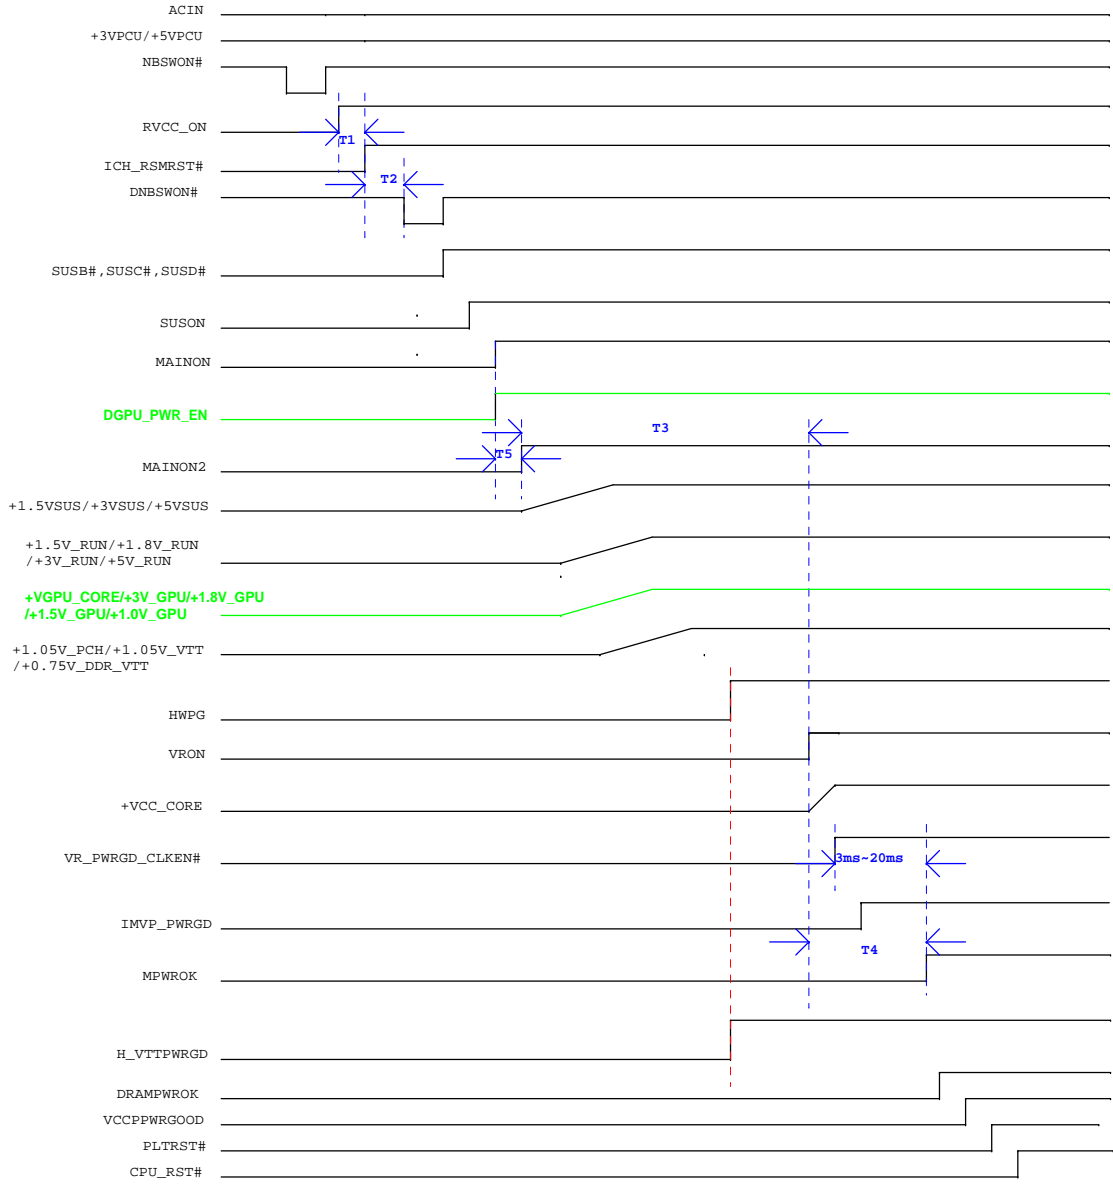 ACIN
+3VPCU/+5VPCU
NBSWON#
RVCC_ON
T1
ICH_RSMRST#
T2
DNBSWON#
SUSB#,SUSC#,SUSD#
SUSON
MAINON
DGPU_PWR_EN
T3
T5
MAINON2
+1.5VSUS/+3VSUS/+5VSUS
+1.5V_RUN/+1.8V_RUN
/+3V_RUN/+5V_RUN
+VGPU_CORE/+3V_GPU/+1.8V_GPU
/+1.5V_GPU/+1.0V_GPU
+1.05V_PCH/+1.05V_VTT
/+0.75V_DDR_VTT
HWPG
VRON
+VCC_CORE
VR_PWRGD_CLKEN#
3ms~20ms
IMVP_PWRGD
T4
MPWROK
H_VTTPWRGD
DRAMPWROK
VCCPPWRGOOD
PLTRST#
CPU_RST#